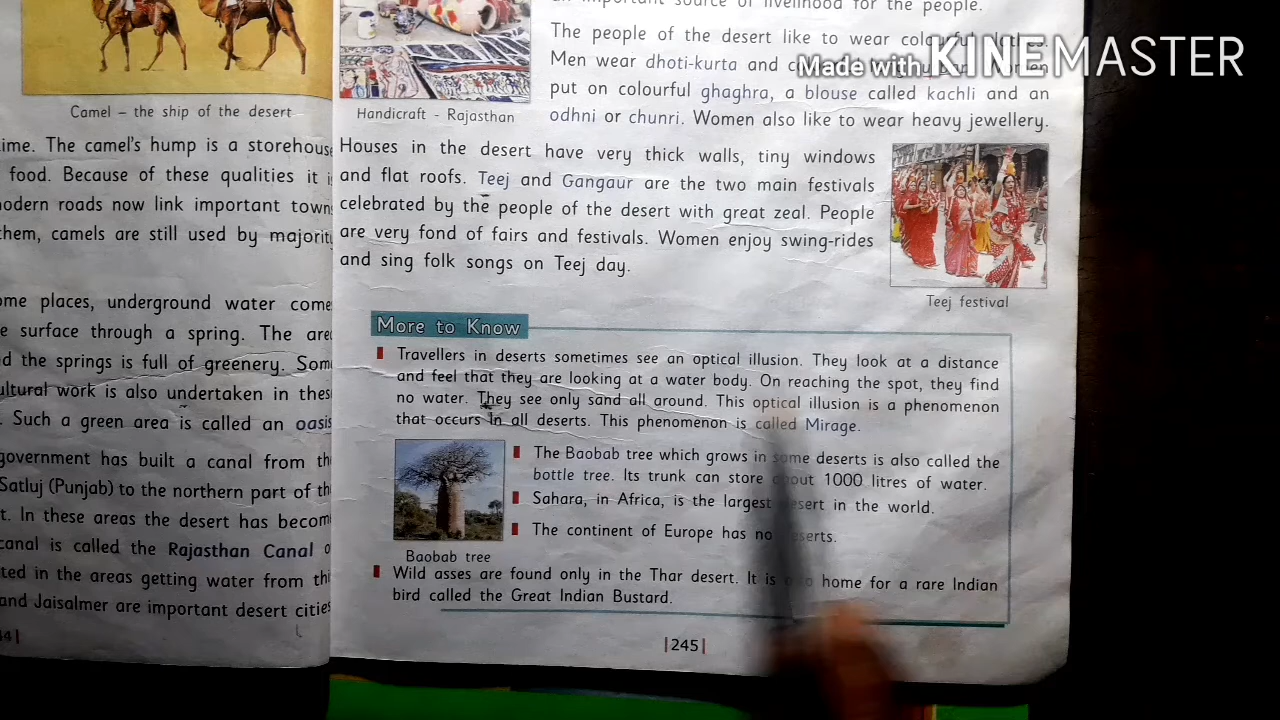 Camel – the ship of the desert
time. The camel's hump is a storehouse
food. Because of these qualities it i
modern roads now link important town
them, camels are still used by majorit
ome places, underground water come
e surface through a spring. The are
d the springs is full of greenery. Som
ultural work is also undertaken in thes
. Such a green area is called an oasis
government has built a canal from th
Satluj (Punjab) to the northern part of th
t. In these areas the desert has becom
canal is called the Rajasthan Canal o
ted in the areas getting water from thi
and Jaisalmer are important desert cities
44|
Handicraft - Rajasthan
an important source of livelihood for the people.
The people of the desert like to wear colourful clothes.
Men wear dhoti-kurta and
put on colourful ghaghra, a blouse called kachli and an
odhni or chunri. Women also like to wear heavy jewellery.
Made with KINEMASTER
Houses in the desert have very thick walls, tiny windows
and flat roofs. Teej and Gangaur are the two main festivals
celebrated by the people of the desert with great zeal. People
are very fond of fairs and festivals. Women enjoy swing-rides
and sing folk songs on Teej day.
Teej festival
More to Know
Travellers in deserts sometimes see an optical illusion. They look at a distance
and feel that they are looking at a water body. On reaching the spot, they find
no water. They see only sand all around. This optical illusion is a phenomenon
that occurs in all deserts. This phenomenon is called Mirage.
The Baobab tree which grows in some deserts is also called the
bottle tree. Its trunk can store about 1000 litres of water.
Sahara, in Africa, is the largest desert in the world.
The continent of Europe has no deserts.
Baobab tree
Wild asses are found only in the Thar desert. It is also home for a rare Indian
bird called the Great Indian Bustard.
|245|